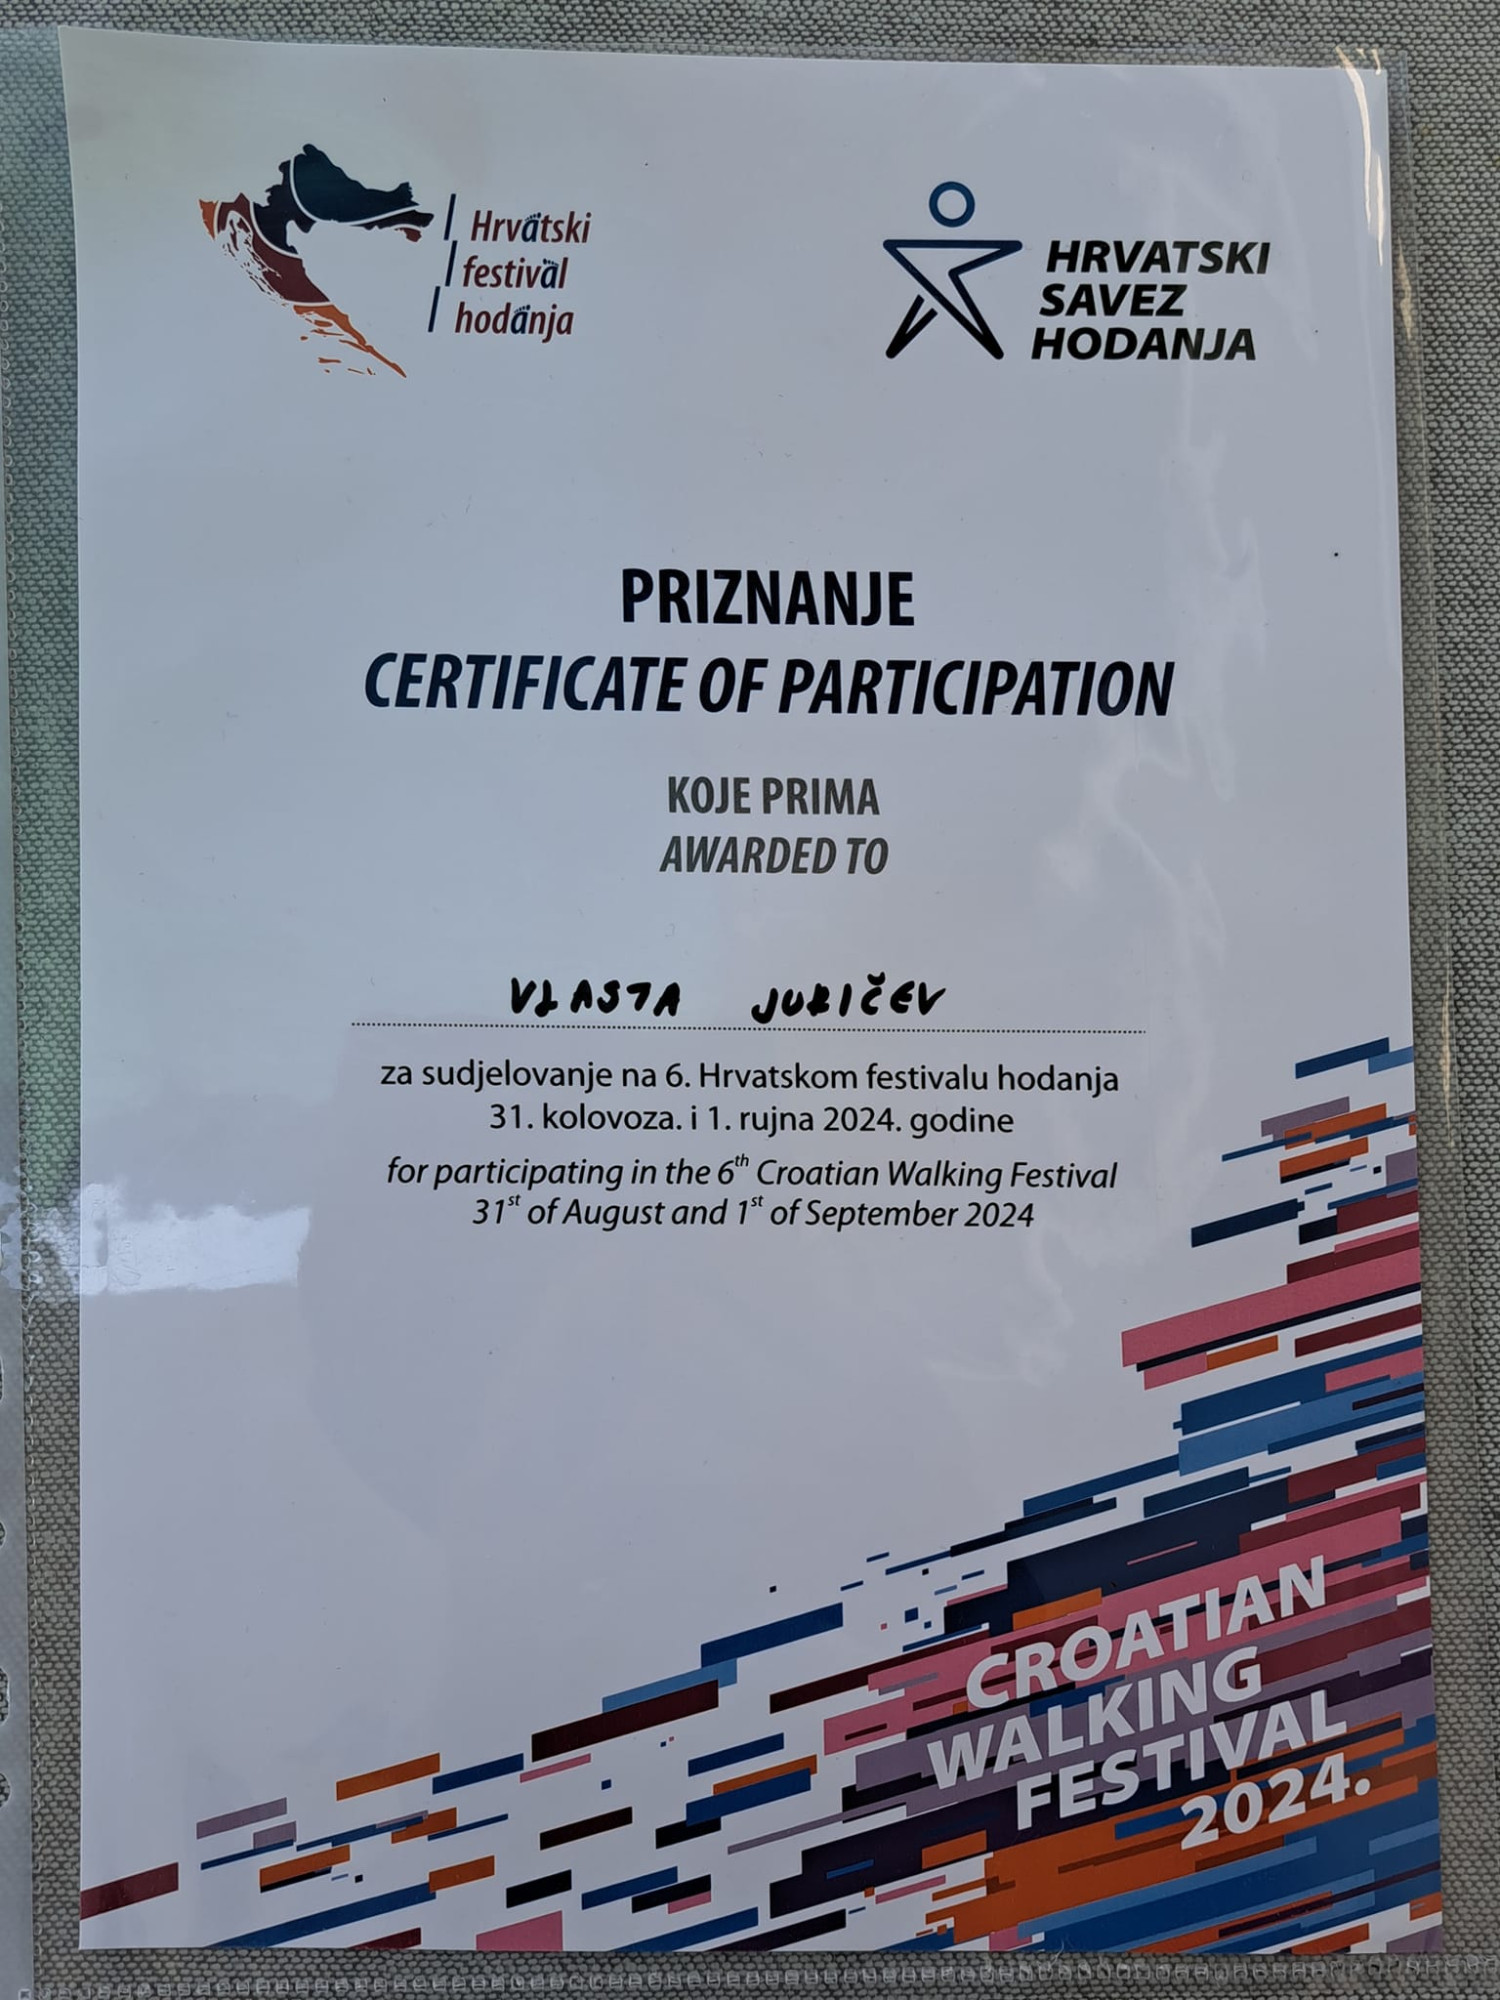 Hrvatski
festival
hodanja
HRVATSKI
SAVEZ
HODANJA
PRIZNANJE
CERTIFICATE OF PARTICIPATION
KOJE PRIMA
AWARDED TO
VLASTA JURIČEV
za sudjelovanje na 6. Hrvatskom festivalu hodanja
31. kolovoza. i 1. rujna 2024. godine
for participating in the 6th Croatian Walking Festival
31st of August and 1st of September 2024
CROATIAN
WALKING
FESTIVAL
2024.